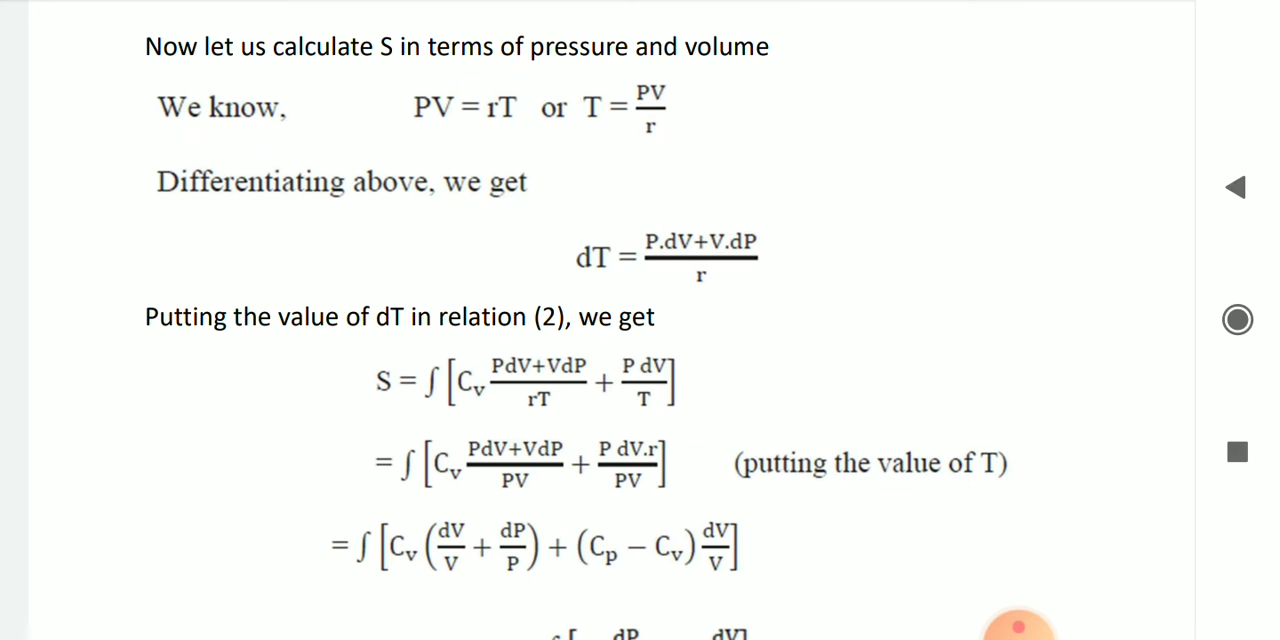 Now let us calculate S in terms of pressure and volume
We know, PV = rT or T = PV/r
Differentiating above, we get
dT = P.dV+V.dP/r
Putting the value of dT in relation (2), we get
S = ∫[Cv PdV+VdP/rT + P dV/T]
= ∫[Cv PdV+VdP/PV + P dV.r/PV] (putting the value of T)
= ∫[Cv (dV/V + dP/P) + (Cp − Cv) dV/V]
dP dV]